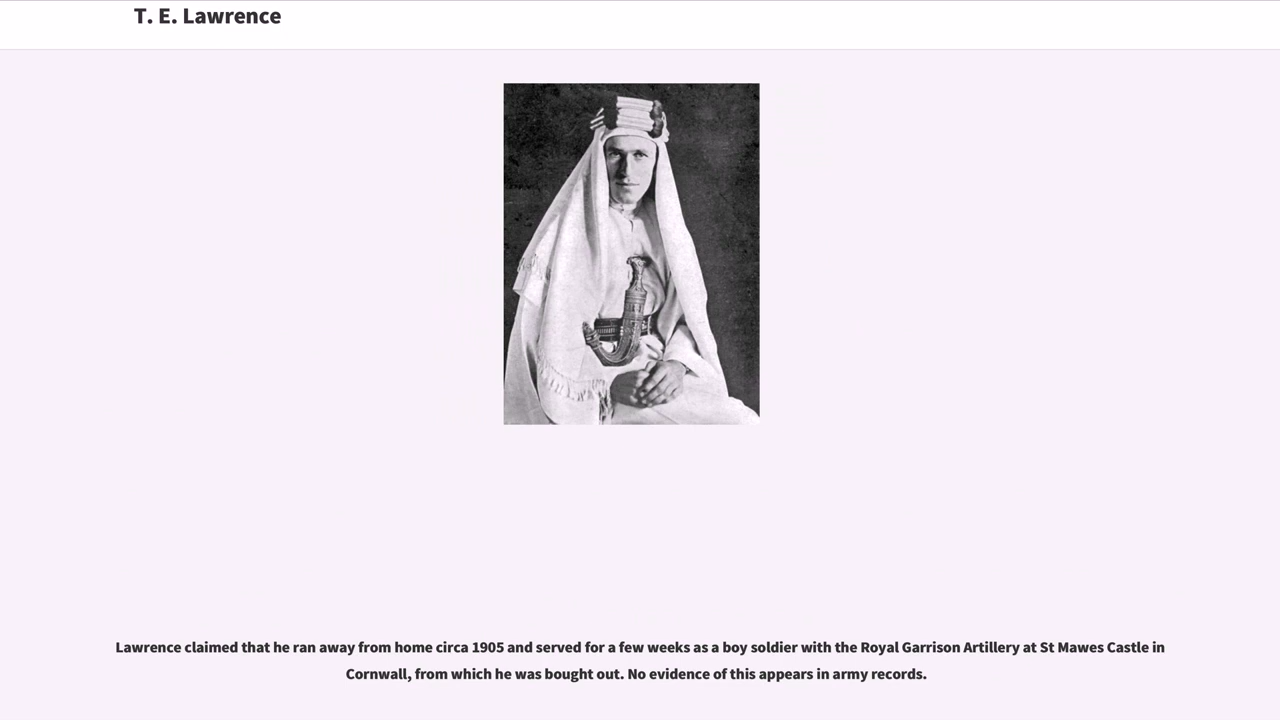 T. E. Lawrence
Lawrence claimed that he ran away from home circa 1905 and served for a few weeks as a boy soldier with the Royal Garrison Artillery at St Mawes Castle in
Cornwall, from which he was bought out. No evidence of this appears in army records.